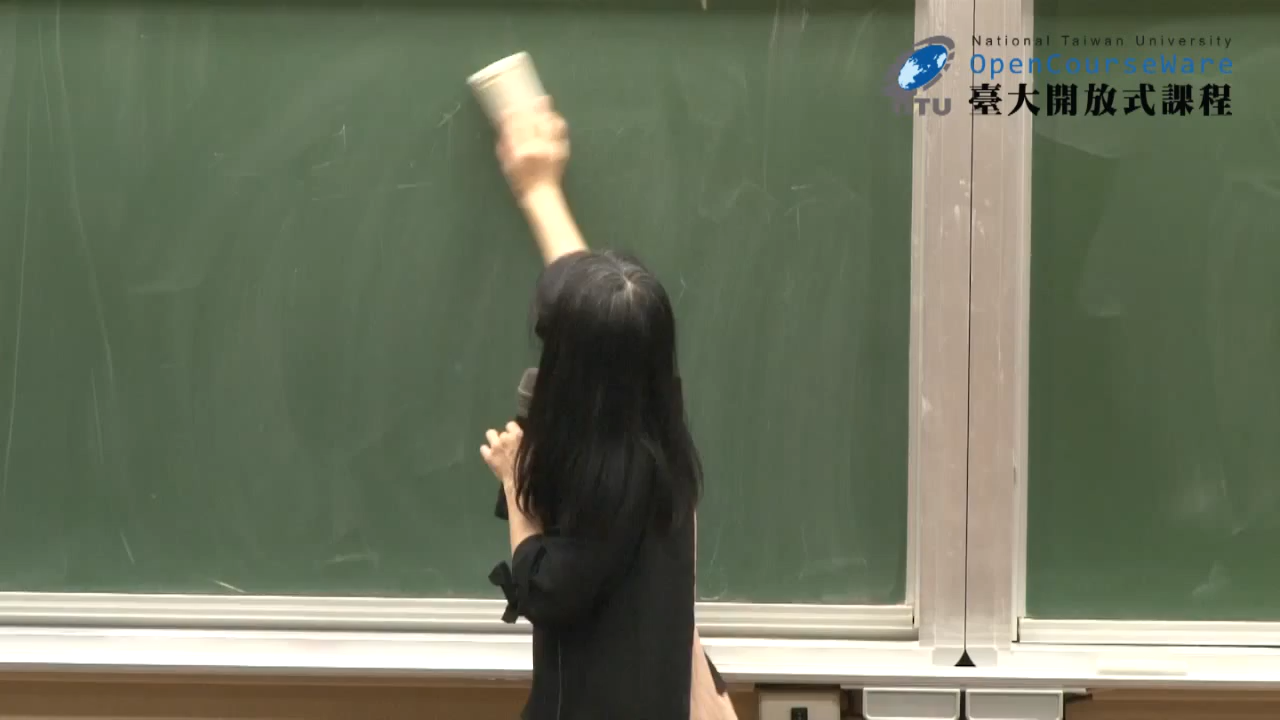 National Taiwan University
OpenCourseWare
NTU 臺大開放式課程